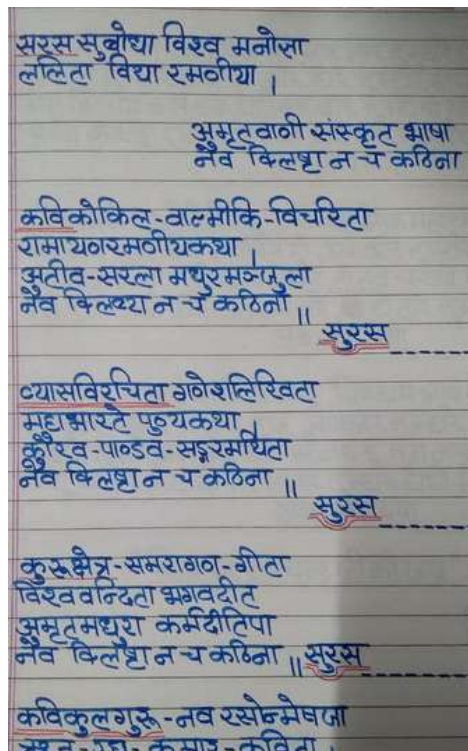 सरस सुबोधा विश्व मनोज्ञा
ललिता विद्या रमणीया ।
अमृतवाणी संस्कृत भाषा
नैव क्लिष्टा न च कठिना
कविकोकिल-वाल्मीकि-विचरिता
रामायणरमणीयकथा ।
अतीव-सरला मधुरमञ्जुला
नैव क्लिष्टा न च कठिना ॥
सुरस ------
व्यासविरचिता गणेशलिखिता
महाभारते पुण्यकथा ।
कौरव-पाण्डव-सङ्गरमथिता
नैव क्लिष्टा न च कठिना ॥
सुरस ------
कुरुक्षेत्र-समरागण-गीता
विश्ववन्दिता भगवदीत
अमृतमधुरा कर्मदीतिपा
नैव क्लिष्टा न च कठिना ॥ सुरस ------
कविकुलगुरू-नव रसोन्मेषजा